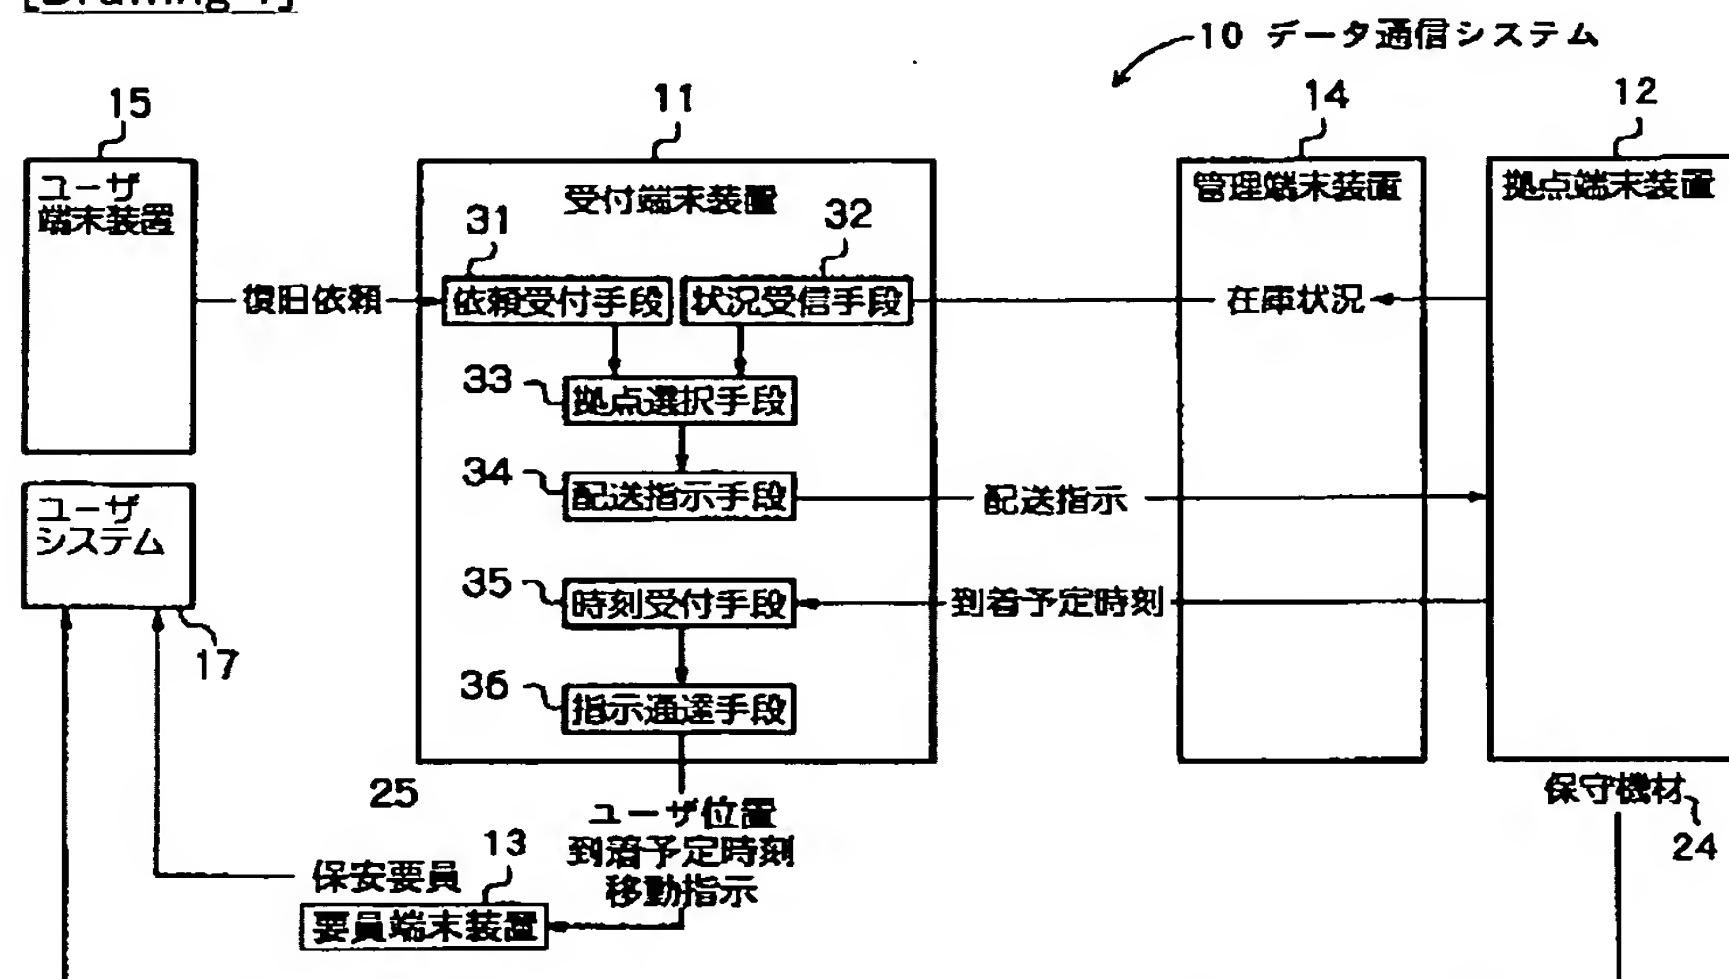 [Drawing 1]
10 データ通信システム
15
11
14
12
ユーザ
端末装置
受付端末装置
管理端末装置
拠点端末装置
31
32
復旧依頼
依頼受付手段
状況受信手段
在庫状況
33
拠点選択手段
34
配送指示手段
配送指示
ユーザ
システム
35
時刻受付手段
到着予定時刻
17
36
指示通達手段
25
ユーザ位置
到着予定時刻
移動指示
保守機材
24
13
保安要員
要員端末装置